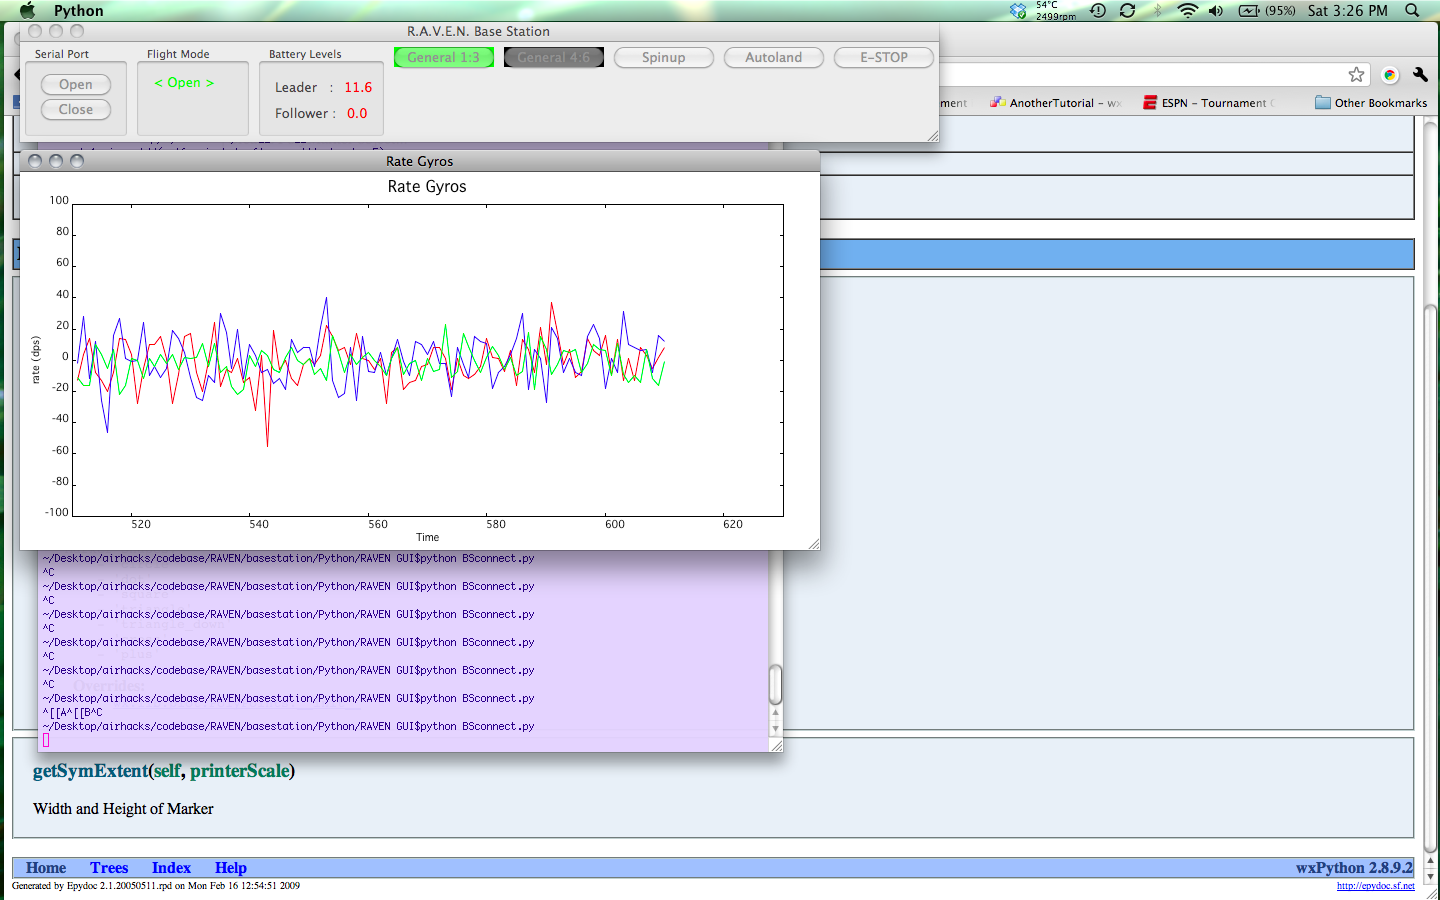 Python
54°C
2499rpm
(95%)
Sat 3:26 PM
R.A.V.E.N. Base Station
Serial Port
Flight Mode
Battery Levels
General 1:3
General 4:6
Spinup
Autoland
E-STOP
Open
Close
< Open >
Leader : 11.6
Follower : 0.0
ment
AnotherTutorial - wx
ESPN - Tournament
Other Bookmarks
Rate Gyros
Rate Gyros
100
80
60
40
20
0
-20
-40
-60
-80
-100
rate (dps)
520
540
560
580
600
620
Time
~/Desktop/airhacks/codebase/RAVEN/basestation/Python/RAVEN GUI$python BSconnect.py
^C
~/Desktop/airhacks/codebase/RAVEN/basestation/Python/RAVEN GUI$python BSconnect.py
^C
~/Desktop/airhacks/codebase/RAVEN/basestation/Python/RAVEN GUI$python BSconnect.py
^C
~/Desktop/airhacks/codebase/RAVEN/basestation/Python/RAVEN GUI$python BSconnect.py
^C
~/Desktop/airhacks/codebase/RAVEN/basestation/Python/RAVEN GUI$python BSconnect.py
^C
~/Desktop/airhacks/codebase/RAVEN/basestation/Python/RAVEN GUI$python BSconnect.py
^[[A^[[B^C
~/Desktop/airhacks/codebase/RAVEN/basestation/Python/RAVEN GUI$python BSconnect.py
getSymExtent(self, printerScale)
Width and Height of Marker
Home
Trees
Index
Help
wxPython 2.8.9.2
Generated by Epydoc 2.1.20050511.rpd on Mon Feb 16 12:54:51 2009
http://epydoc.sf.net